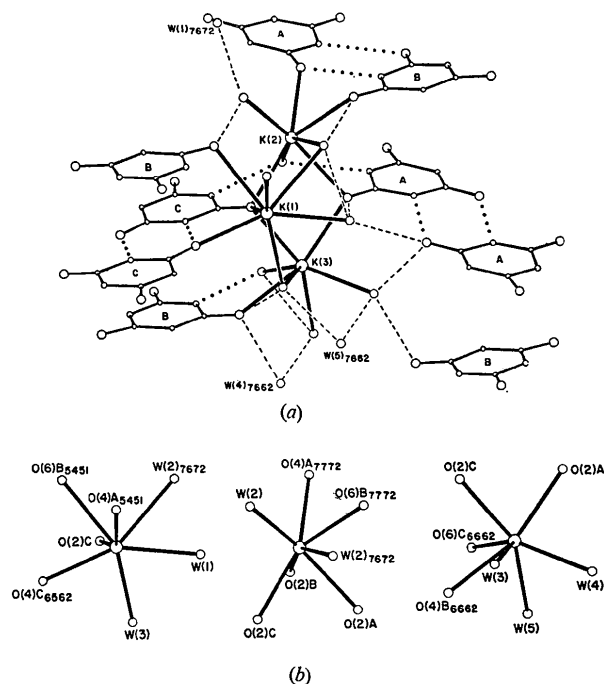 W(1)7672
A
B
K(2)
B
A
C
K(1)
A
C
K(3)
B
W(5)7662
B
W(4)7662
(a)
O(6)B5451
W(2)7672
O(4)A5451
O(2)C
W(1)
O(4)C6562
W(3)
O(4)A7772
W(2)
O(6)B7772
W(2)7672
O(2)B
O(2)C
O(2)A
O(2)C
O(2)A
O(6)C6662
W(3)
W(4)
O(4)B6662
W(5)
(b)